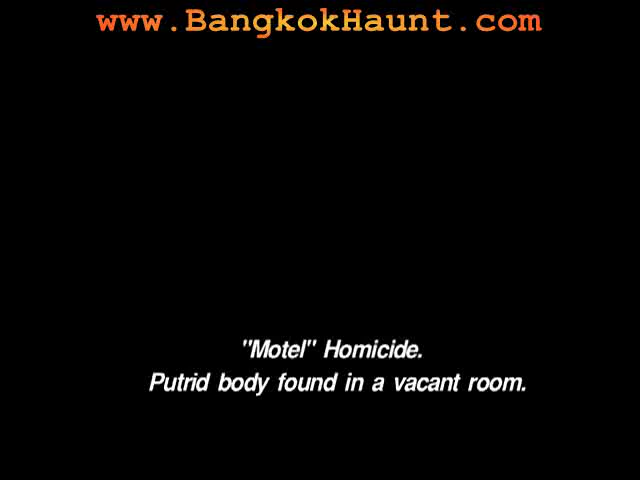 www.BangkokHaunt.com
"Motel" Homicide.
Putrid body found in a vacant room.